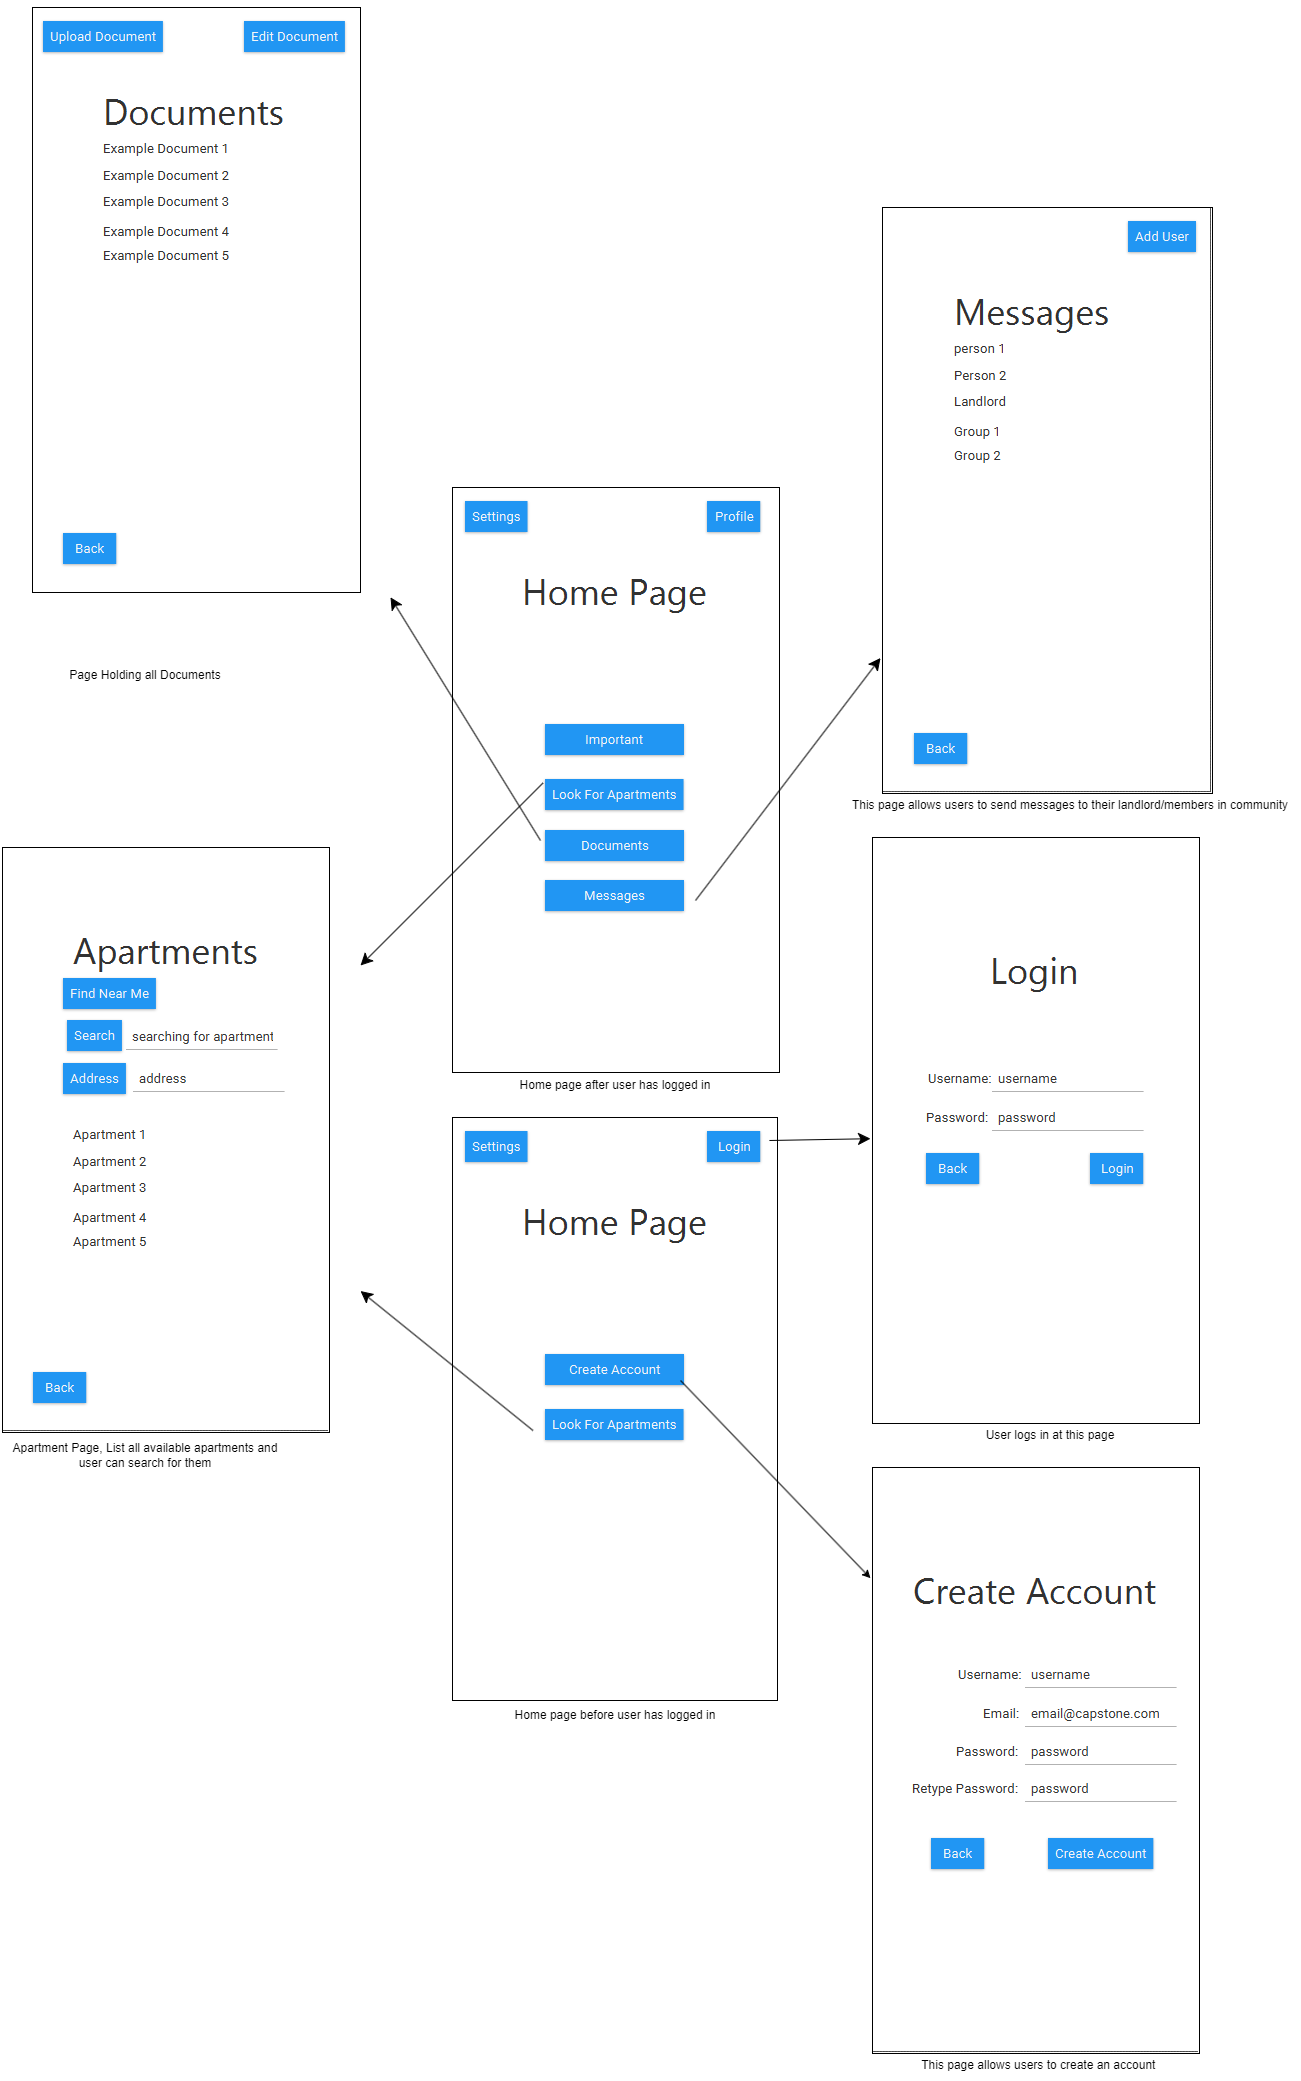 Upload Document
Edit Document
Documents
Example Document 1
Example Document 2
Example Document 3
Example Document 4
Example Document 5
Back
Page Holding all Documents
Add User
Messages
person 1
Person 2
Landlord
Group 1
Group 2
Back
This page allows users to send messages to their landlord/members in community
Settings
Profile
Home Page
Important
Look For Apartments
Documents
Messages
Home page after user has logged in
Apartments
Find Near Me
Search
searching for apartment
Address
address
Apartment 1
Apartment 2
Apartment 3
Apartment 4
Apartment 5
Back
Apartment Page, List all available apartments and
user can search for them
Login
Username: username
Password: password
Back
Login
User logs in at this page
Settings
Login
Home Page
Create Account
Look For Apartments
Home page before user has logged in
Create Account
Username: username
Email: email@capstone.com
Password: password
Retype Password: password
Back
Create Account
This page allows users to create an account